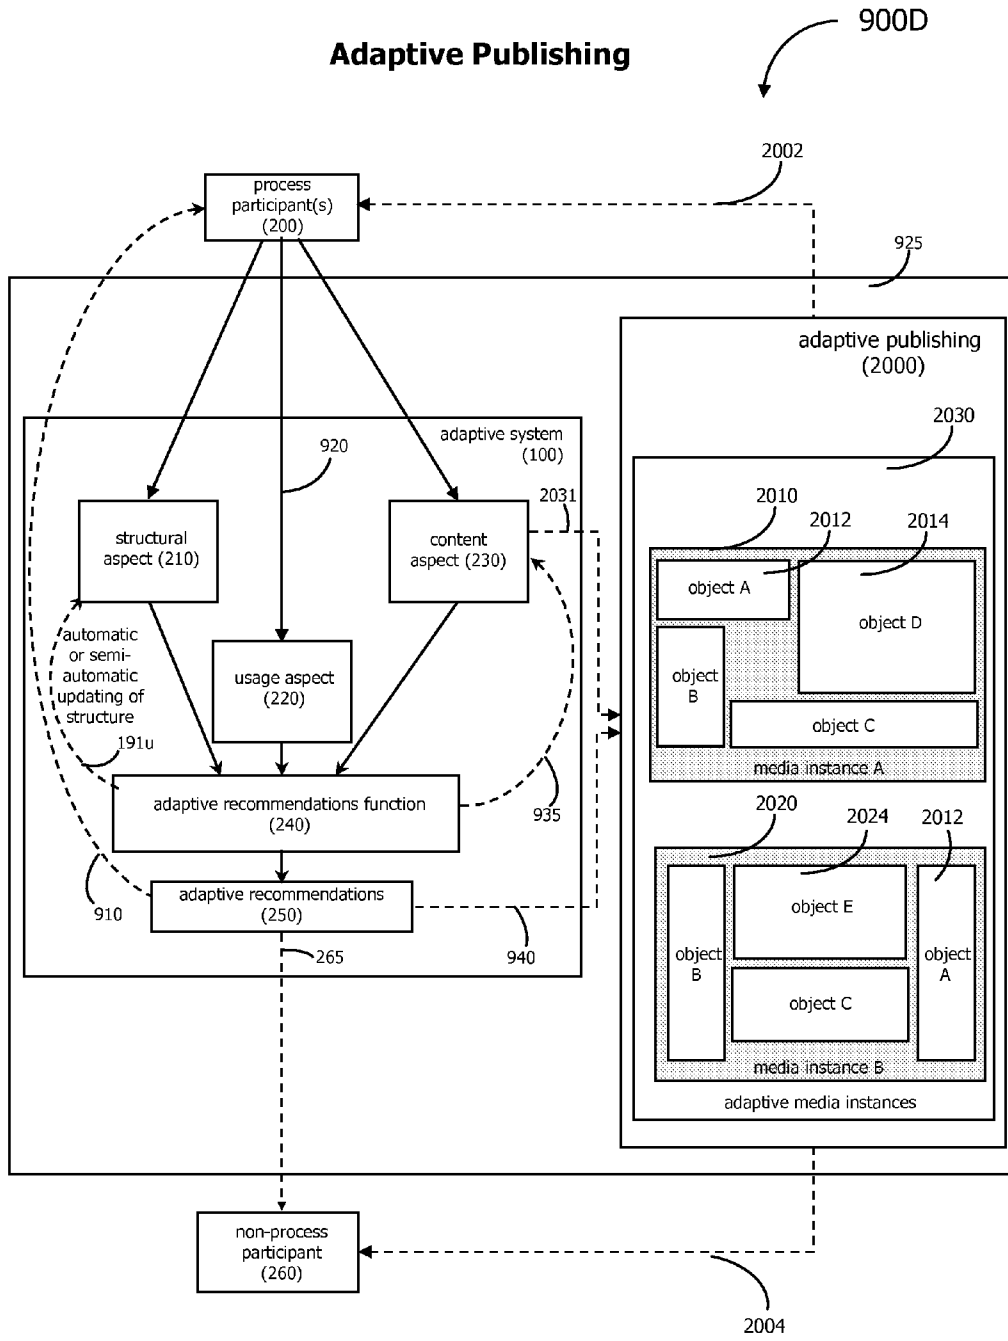 900D
Adaptive Publishing
2002
process
participant(s)
(200)
925
adaptive publishing
(2000)
2030
adaptive system
(100)
920
2031
2010
2012
2014
structural
aspect (210)
content
aspect (230)
object A
object D
automatic
or semi-
automatic
updating of
structure
usage aspect
(220)
object
B
object C
media instance A
191u
adaptive recommendations function
(240)
935
2020
2024
2012
910
adaptive recommendations
(250)
265
940
object E
object
B
object
A
object C
media instance B
adaptive media instances
non-process
participant
(260)
2004